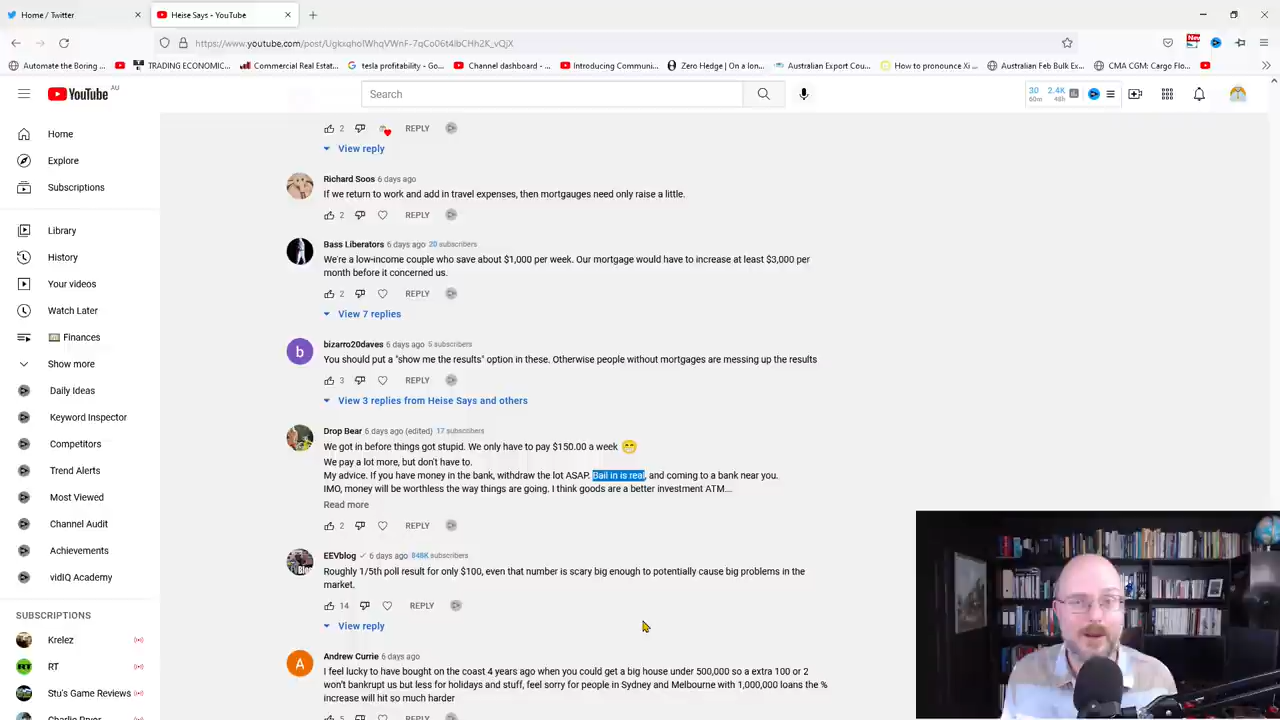 Home / Twitter
Heise Says - YouTube
https://www.youtube.com/post/UgkxqholWhqVWnF-7qCo06t4lbCHh2K_vQjX
New
Automate the Boring ...
TRADING ECONOMIC...
Commercial Real Estat...
tesla profitability - Go...
Channel dashboard - ...
Introducing Communi...
Zero Hedge | On a lon...
Australian Export Cou...
How to pronounce Xi ...
Australian Feb Bulk Ex...
CMA CGM: Cargo Flo...
YouTube AU
Search
30 60m 2.4K 48h
Home
Explore
Subscriptions
Library
History
Your videos
Watch Later
Finances
Show more
Daily Ideas
Keyword Inspector
Competitors
Trend Alerts
Most Viewed
Channel Audit
Achievements
vidIQ Academy
SUBSCRIPTIONS
Krelez
RT
Stu's Game Reviews
Charlie Pryor
2 REPLY
View reply
Richard Soos 6 days ago
If we return to work and add in travel expenses, then mortgauges need only raise a little.
2 REPLY
Bass Liberators 6 days ago 20 subscribers
We're a low-income couple who save about $1,000 per week. Our mortgage would have to increase at least $3,000 per
month before it concerned us.
2 REPLY
View 7 replies
b
bizarro20daves 6 days ago 5 subscribers
You should put a "show me the results" option in these. Otherwise people without mortgages are messing up the results
3 REPLY
View 3 replies from Heise Says and others
Drop Bear 6 days ago (edited) 17 subscribers
We got in before things got stupid. We only have to pay $150.00 a week 😁
We pay a lot more, but don't have to.
My advice. If you have money in the bank, withdraw the lot ASAP. Bail in is real, and coming to a bank near you.
IMO, money will be worthless the way things are going. I think goods are a better investment ATM....
Read more
2 REPLY
EEVblog 6 days ago 848K subscribers
Roughly 1/5th poll result for only $100, even that number is scary big enough to potentially cause big problems in the
market.
14 REPLY
View reply
A
Andrew Currie 6 days ago
I feel lucky to have bought on the coast 4 years ago when you could get a big house under 500,000 so a extra 100 or 2
won't bankrupt us but less for holidays and stuff, feel sorry for people in Sydney and Melbourne with 1,000,000 loans the %
increase will hit so much harder
5 REPLY